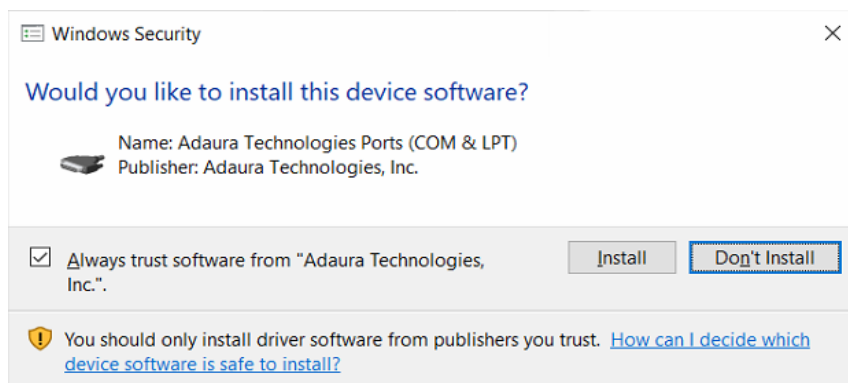 Windows Security
Would you like to install this device software?
Name: Adaura Technologies Ports (COM & LPT)
Publisher: Adaura Technologies, Inc.
Always trust software from "Adaura Technologies,
Inc.".
Install
Don't Install
You should only install driver software from publishers you trust. How can I decide which
device software is safe to install?